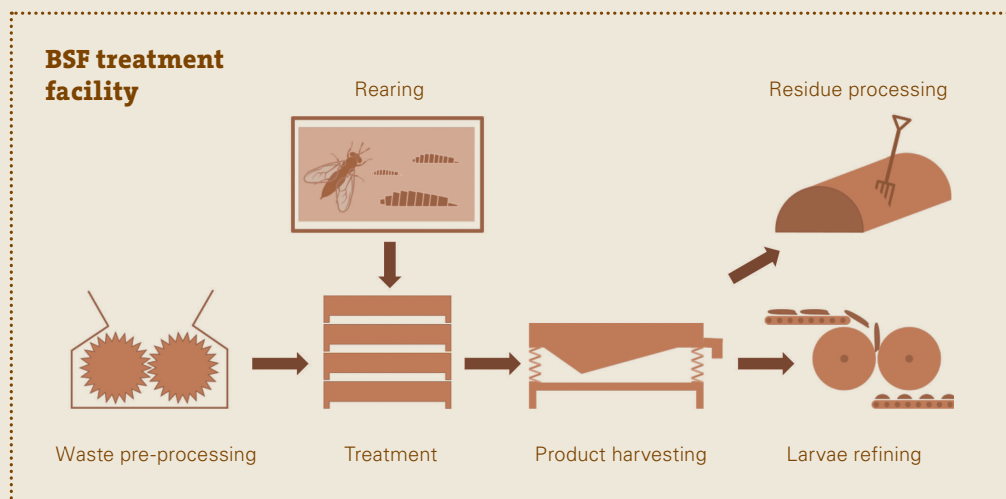 BSF treatment
facility
Rearing
Residue processing
Waste pre-processing
Treatment
Product harvesting
Larvae refining